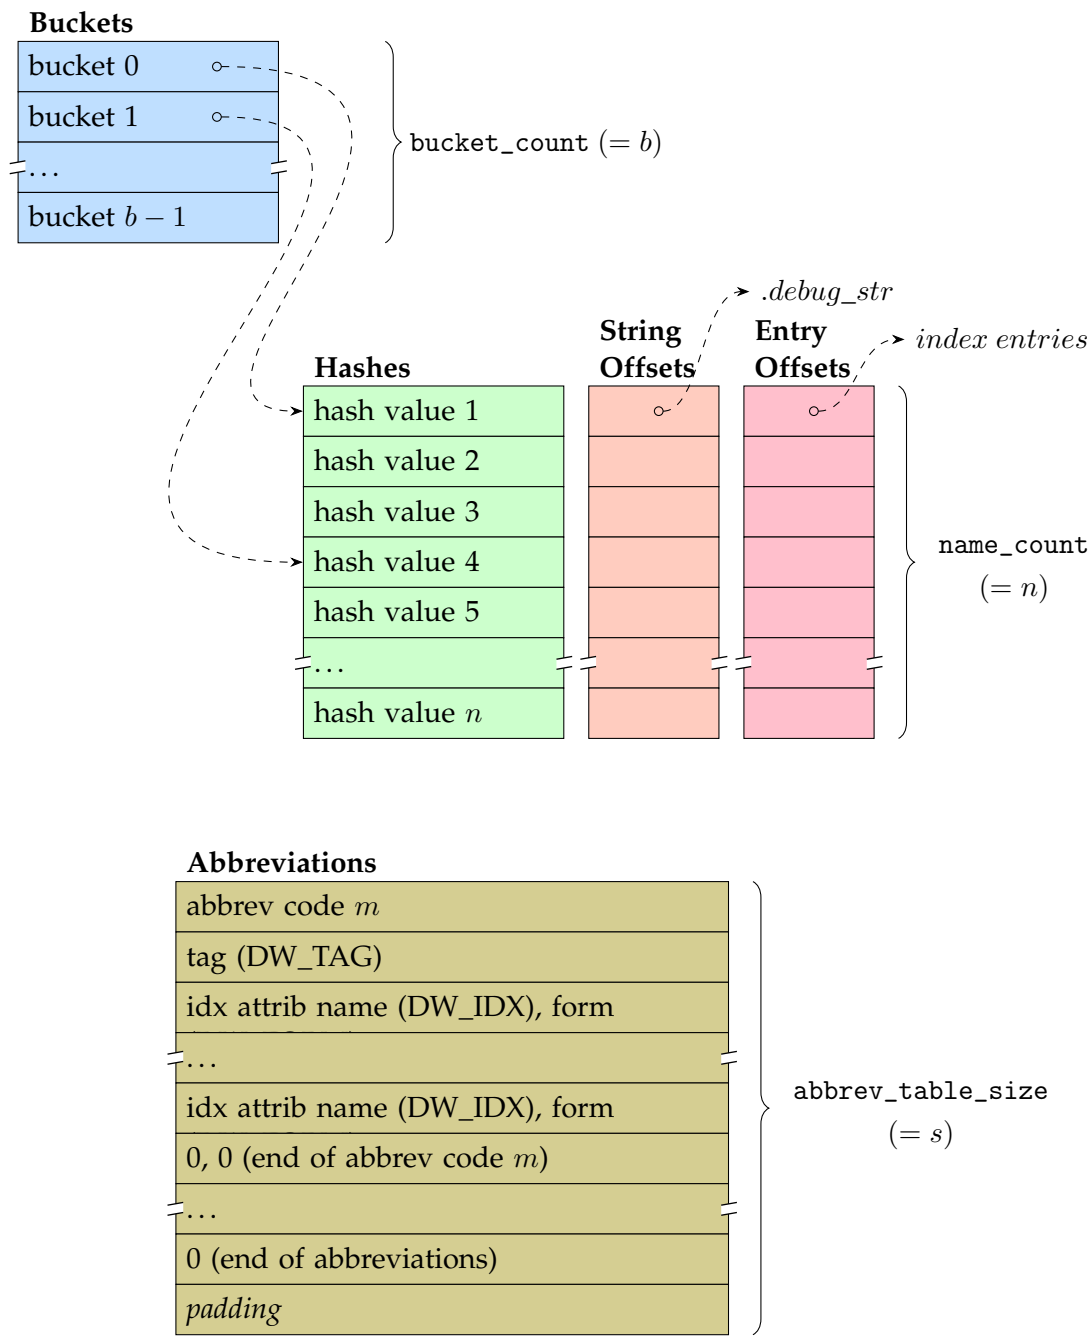 Buckets
bucket 0
bucket 1
...
bucket b − 1
bucket_count (= b)
.debug_str
String
Offsets
Entry
Offsets
index entries
Hashes
hash value 1
hash value 2
hash value 3
hash value 4
hash value 5
...
hash value n
name_count
(= n)
Abbreviations
abbrev code m
tag (DW_TAG)
idx attrib name (DW_IDX), form
...
idx attrib name (DW_IDX), form
0, 0 (end of abbrev code m)
...
0 (end of abbreviations)
padding
abbrev_table_size
(= s)